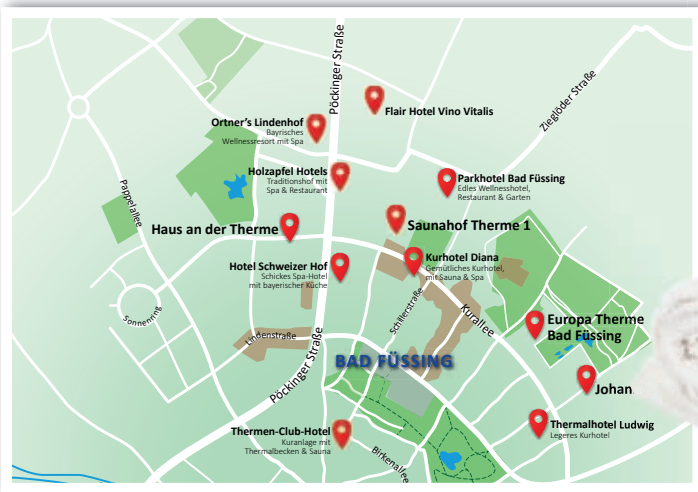 Pöckinger Straße
Flair Hotel Vino Vitalis
Zieglöder Straße
Ortner's Lindenhof
Bayrisches
Wellnessresort mit Spa
Holzapfel Hotels
Traditionshof mit
Spa & Restaurant
Parkhotel Bad Füssing
Edles Wellnesshotel,
Restaurant & Garten
Pappelallee
Haus an der Therme
Saunahof Therme 1
Hotel Schweizer Hof
Schickes Spa-Hotel
mit bayerischer Küche
Kurhotel Diana
Gemütliches Kurhotel,
mit Sauna & Spa
Sonnenring
Lindenstraße
Schillerstraße
Kurallee
Europa Therme
Bad Füssing
BAD FÜSSING
Pöckinger Straße
Johan
Thermen-Club-Hotel
Kuranlage mit
Thermalbecken & Sauna
Thermalhotel Ludwig
Legeres Kurhotel
Birkenallee